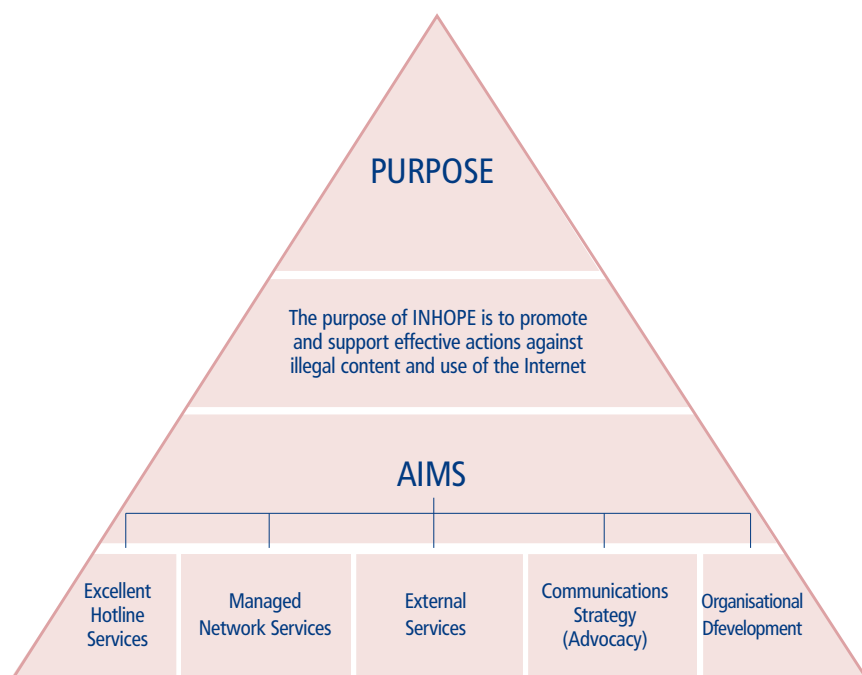 PURPOSE
The purpose of INHOPE is to promote
and support effective actions against
illegal content and use of the Internet
AIMS
Excellent
Hotline
Services
Managed
Network Services
External
Services
Communications
Strategy
(Advocacy)
Organisational
Dfevelopment